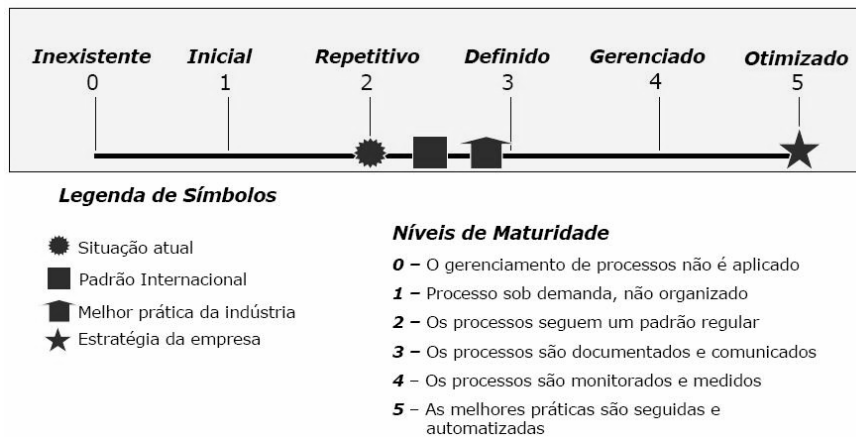 Inexistente Inicial Repetitivo Definido Gerenciado Otimizado
0 1 2 3 4 5
Legenda de Símbolos
Situação atual
Padrão Internacional
Melhor prática da indústria
Estratégia da empresa
Níveis de Maturidade
0 – O gerenciamento de processos não é aplicado
1 – Processo sob demanda, não organizado
2 – Os processos seguem um padrão regular
3 – Os processos são documentados e comunicados
4 – Os processos são monitorados e medidos
5 – As melhores práticas são seguidas e
automatizadas